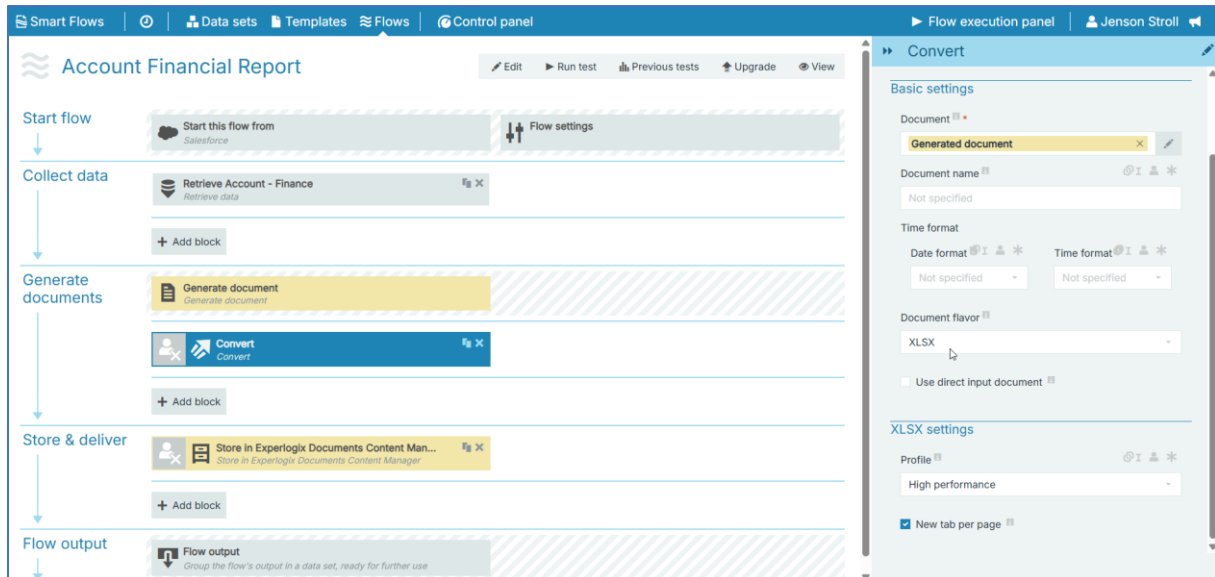 Smart Flows
Data sets
Templates
Flows
Control panel
Flow execution panel
Jenson Stroll
Account Financial Report
Edit
Run test
Previous tests
Upgrade
View
Start flow
Start this flow from
Salesforce
Flow settings
Collect data
Retrieve Account - Finance
Retrieve data
+ Add block
Generate
documents
Generate document
Generate document
Convert
Convert
+ Add block
Store & deliver
Store in Experlogix Documents Content Man...
Store in Experlogix Documents Content Manager
+ Add block
Flow output
Flow output
Group the flow's output in a data set, ready for further use
Convert
Basic settings
Document
Generated document
Document name
Not specified
Time format
Date format
Time format
Not specified
Not specified
Document flavor
XLSX
Use direct input document
XLSX settings
Profile
High performance
New tab per page